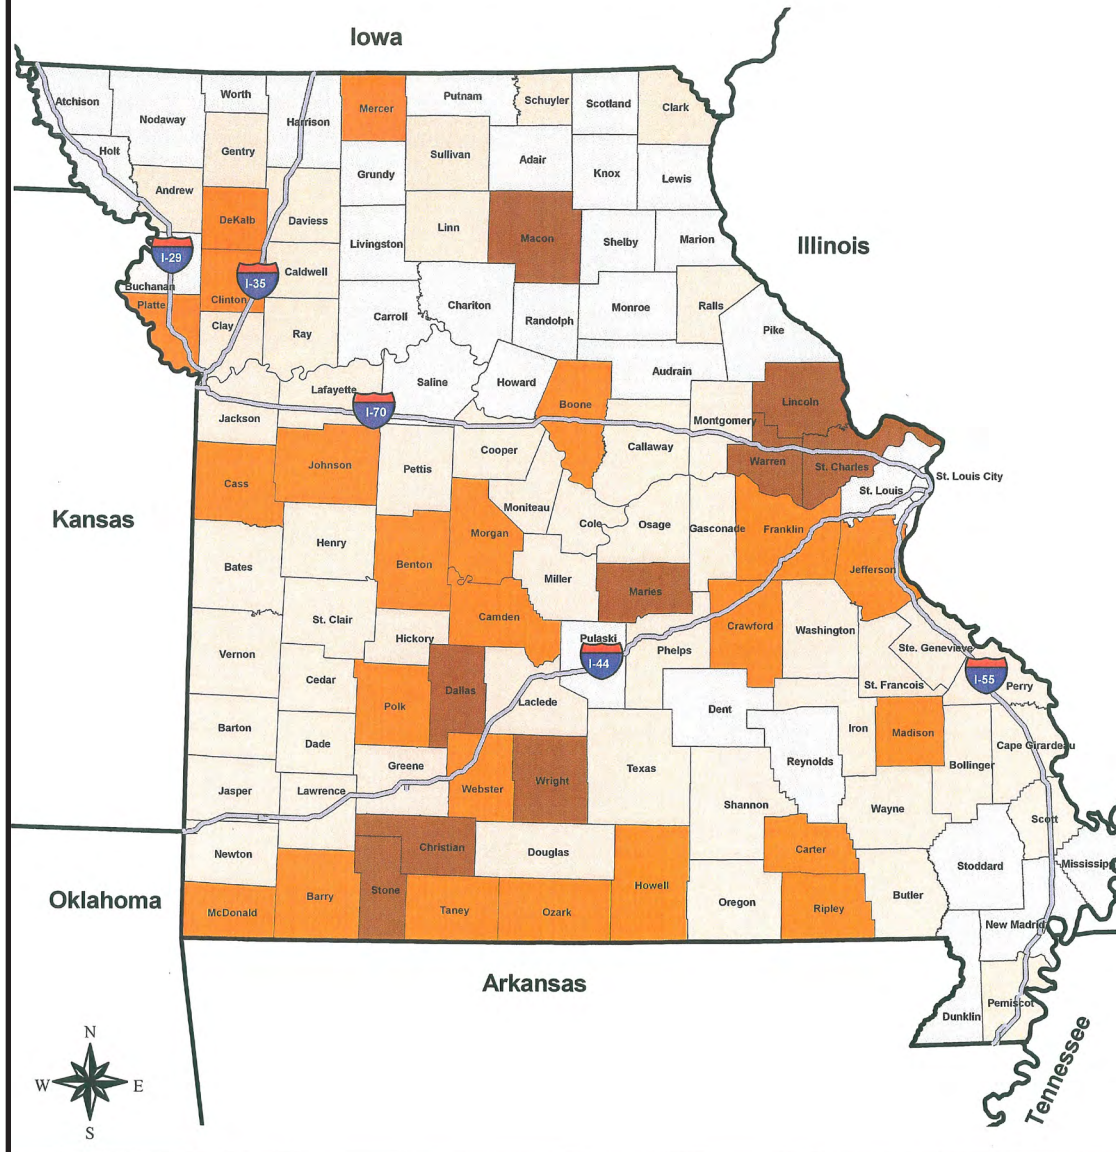 Iowa
Atchison
Worth
Putnam
Schuyler
Scotland
Clark
Nodaway
Harrison
Mercer
Holt
Gentry
Sullivan
Adair
Knox
Lewis
Grundy
Andrew
DeKalb
Daviess
Linn
Macon
Shelby
Marion
Livingston
Illinois
I-29
I-35
Caldwell
Buchanan
Platte
Clinton
Chariton
Monroe
Ralls
Carroll
Randolph
Clay
Ray
Pike
Audrain
Lafayette
Saline
Howard
Boone
Lincoln
Jackson
I-70
Montgomery
Callaway
Cooper
Johnson
Pettis
Warren
St. Charles
St. Louis City
Cass
St. Louis
Kansas
Moniteau
Cole
Osage
Gasconade
Franklin
Morgan
Henry
Bates
Benton
Miller
Jefferson
Maries
St. Clair
Camden
Crawford
Washington
Hickory
Pulaski
Vernon
Phelps
Ste. Genevieve
I-44
I-55
Cedar
Dallas
St. Francois
Perry
Polk
Laclede
Dent
Barton
Iron
Madison
Dade
Cape Girardeau
Greene
Reynolds
Bollinger
Texas
Jasper
Lawrence
Webster
Wright
Shannon
Wayne
Scott
Newton
Christian
Douglas
Carter
Stoddard
Mississip
Oklahoma
Barry
Stone
Howell
Butler
McDonald
Taney
Ozark
Oregon
Ripley
New Madrid
Arkansas
Pemiscot
Dunklin
Tennessee
N
W
E
S